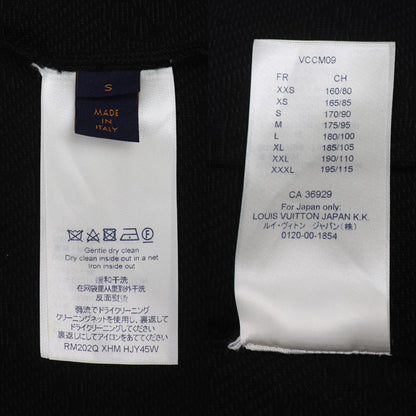 S
MADE
IN
ITALY
Gentle dry clean
Dry clean inside out in a net
Iron inside out
缓和干洗
在网袋里从里到外干洗
反面熨烫
弱流でドライクリーニング
クリーニングネットを使用し、裏返し
してドライクリーニングしてください
裏返しにしてアイロンをあててください
RM202Q XHM HJY45W
VCCM09
FR CH
XXS 160/80
XS 165/85
S 170/90
M 175/95
L 180/100
XL 185/105
XXL 190/110
XXXL 195/115
CA 36929
For Japan only:
LOUIS VUITTON JAPAN K.K.
ルイ・ヴィトン ジャパン(株)
0120-00-1854